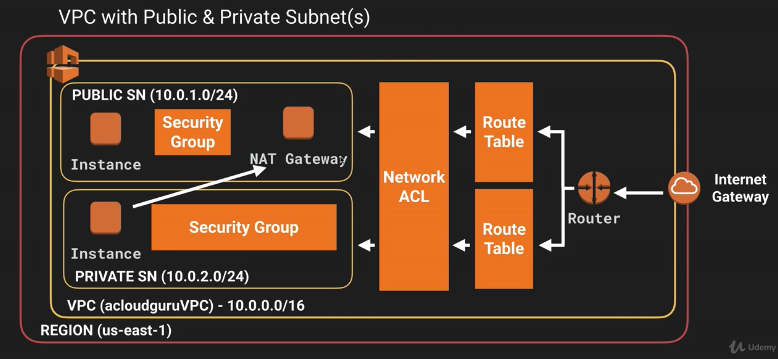 VPC with Public & Private Subnet(s)
PUBLIC SN (10.0.1.0/24)
Security
Group
Instance
NAT Gateway
Instance
Security Group
PRIVATE SN (10.0.2.0/24)
Network
ACL
Route
Table
Route
Table
Router
Internet
Gateway
VPC (acloudguruVPC) - 10.0.0.0/16
REGION (us-east-1)
Udemy